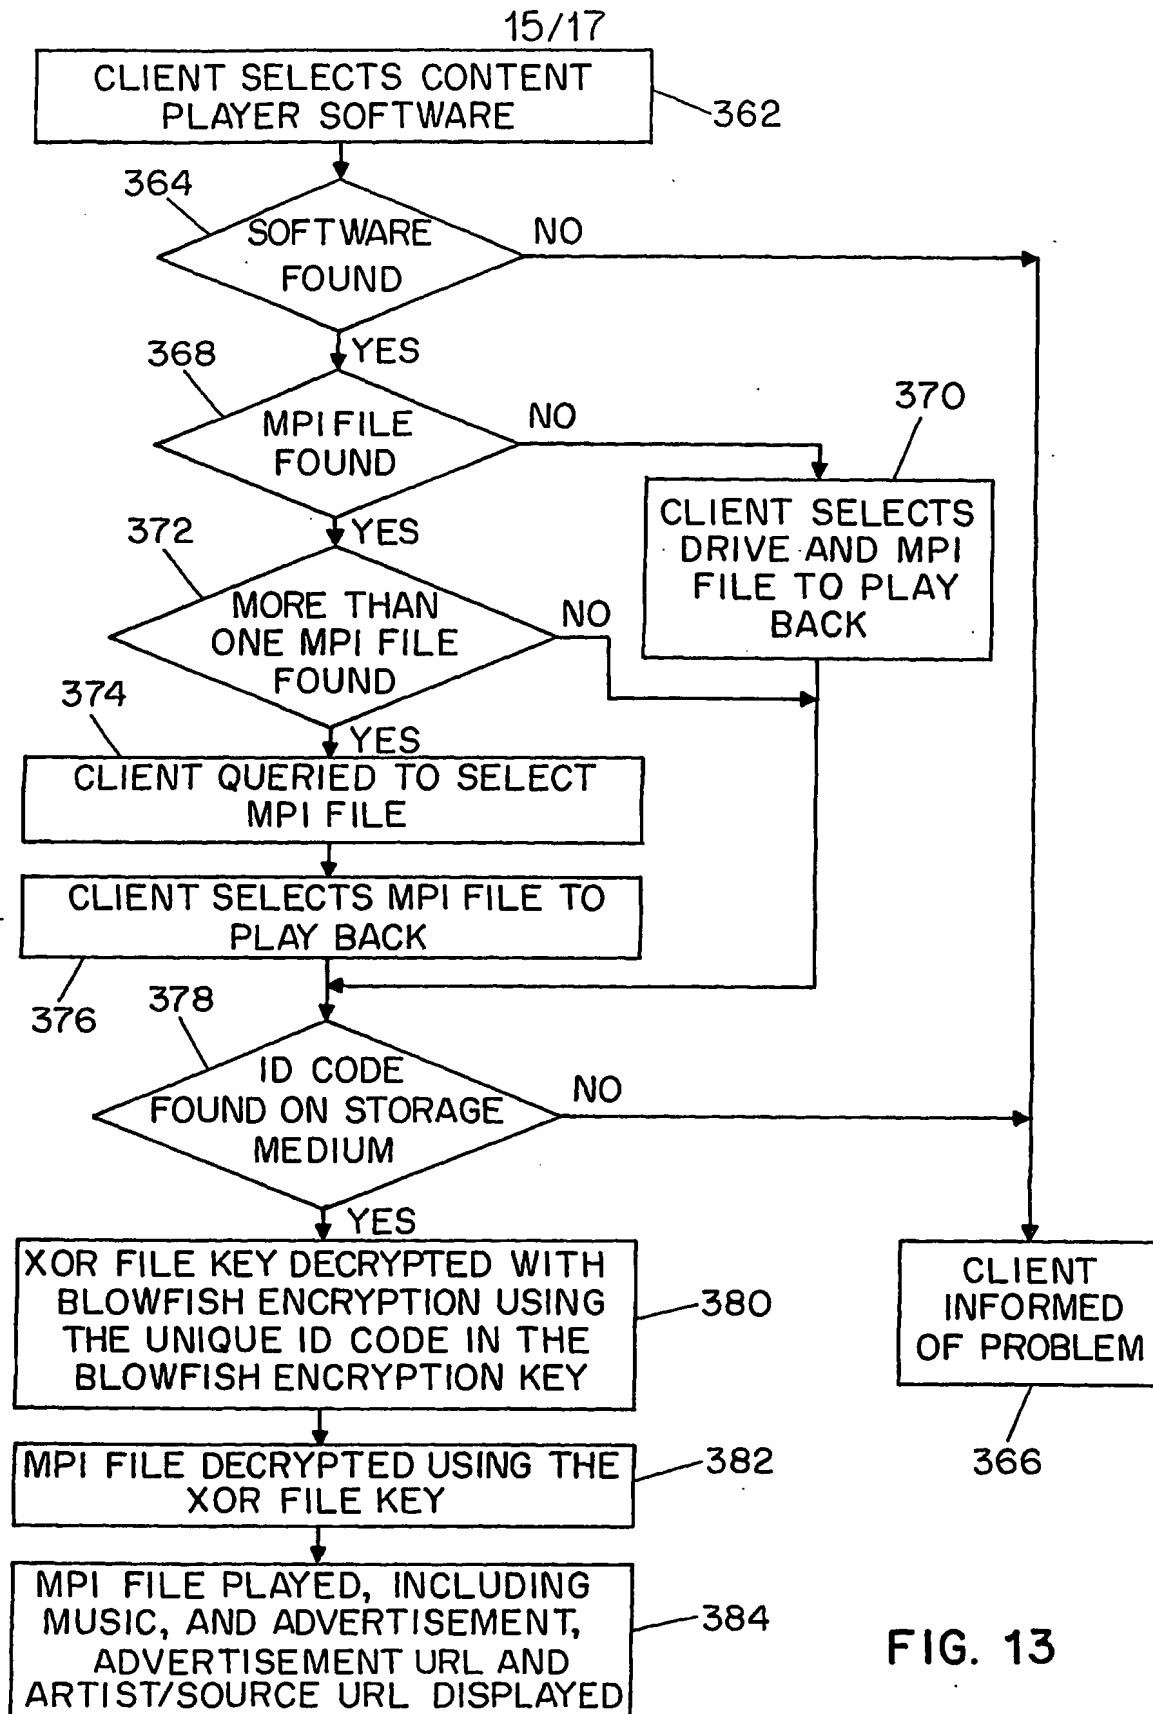 15/17
CLIENT SELECTS CONTENT
PLAYER SOFTWARE
362
364
SOFTWARE
FOUND
NO
YES
368
MPI FILE
FOUND
NO
370
CLIENT SELECTS
DRIVE AND MPI
FILE TO PLAY
BACK
YES
372
MORE THAN
ONE MPI FILE
FOUND
NO
374
YES
CLIENT QUERIED TO SELECT
MPI FILE
CLIENT SELECTS MPI FILE TO
PLAY BACK
376
378
ID CODE
FOUND ON STORAGE
MEDIUM
NO
YES
XOR FILE KEY DECRYPTED WITH
BLOWFISH ENCRYPTION USING
THE UNIQUE ID CODE IN THE
BLOWFISH ENCRYPTION KEY
380
CLIENT
INFORMED
OF PROBLEM
366
MPI FILE DECRYPTED USING THE
XOR FILE KEY
382
MPI FILE PLAYED, INCLUDING
MUSIC, AND ADVERTISEMENT,
ADVERTISEMENT URL AND
ARTIST/SOURCE URL DISPLAYED
384
FIG. 13